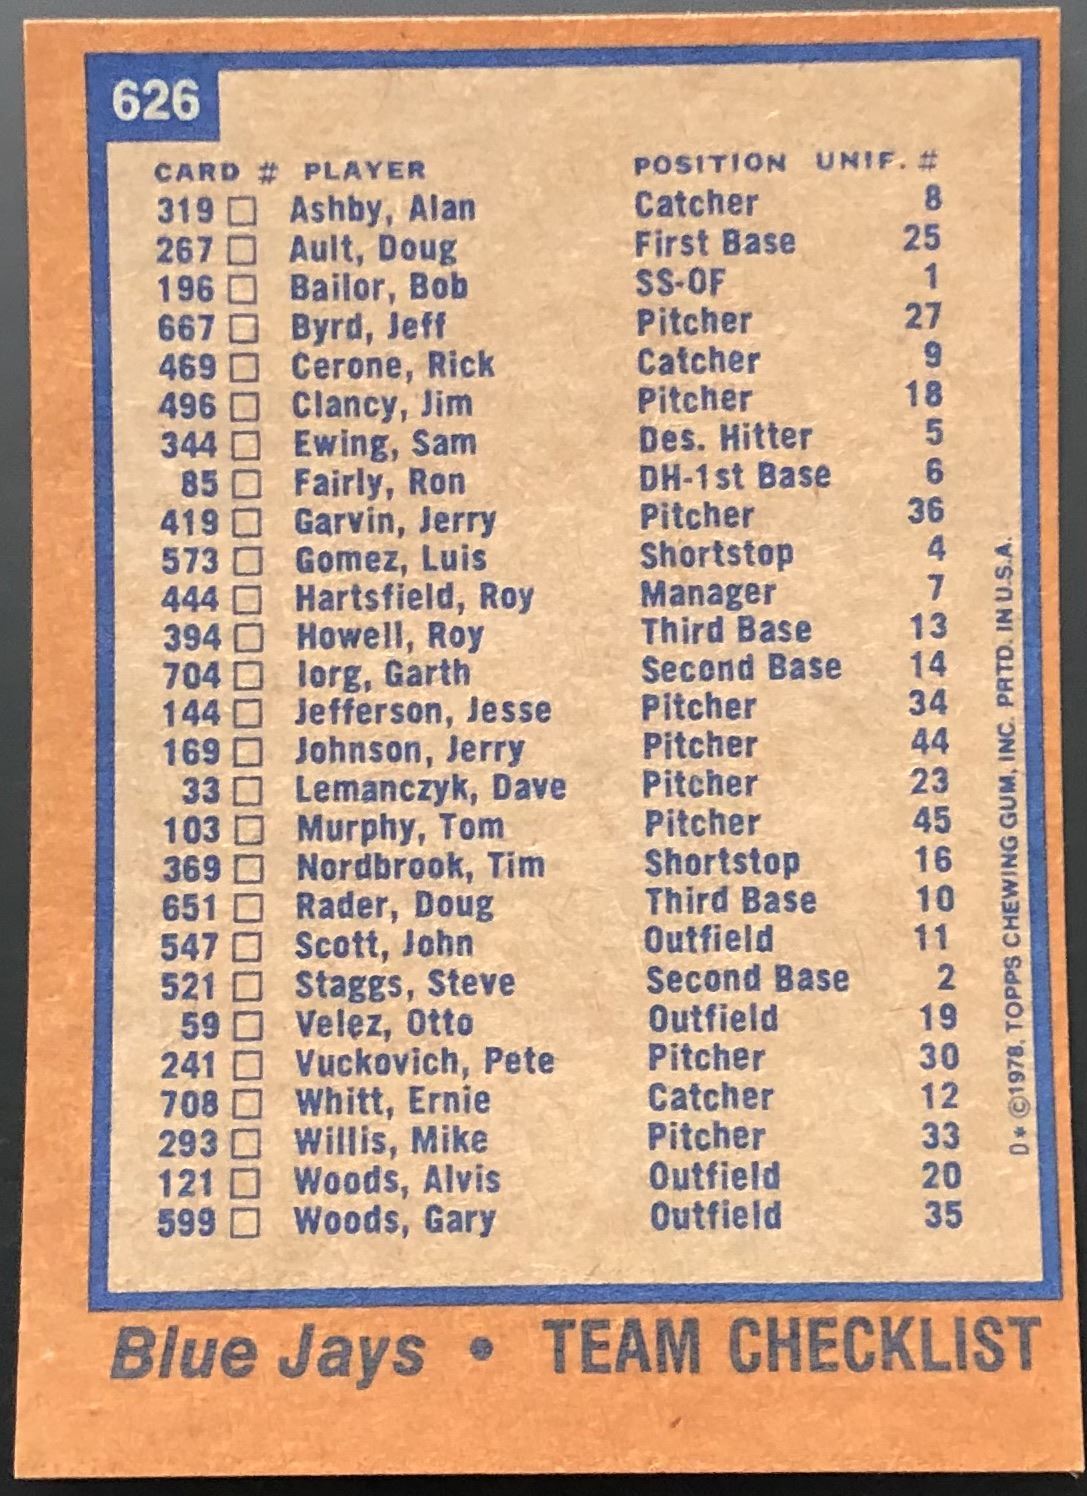 626
CARD # PLAYER POSITION UNIF. #
319 Ashby, Alan Catcher 8
267 Ault, Doug First Base 25
196 Bailor, Bob SS-OF 1
667 Byrd, Jeff Pitcher 27
469 Cerone, Rick Catcher 9
496 Clancy, Jim Pitcher 18
344 Ewing, Sam Des. Hitter 5
85 Fairly, Ron DH-1st Base 6
419 Garvin, Jerry Pitcher 36
573 Gomez, Luis Shortstop 4
444 Hartsfield, Roy Manager 7
394 Howell, Roy Third Base 13
704 Iorg, Garth Second Base 14
144 Jefferson, Jesse Pitcher 34
169 Johnson, Jerry Pitcher 44
33 Lemanczyk, Dave Pitcher 23
103 Murphy, Tom Pitcher 45
369 Nordbrook, Tim Shortstop 16
651 Rader, Doug Third Base 10
547 Scott, John Outfield 11
521 Staggs, Steve Second Base 2
59 Velez, Otto Outfield 19
241 Vuckovich, Pete Pitcher 30
708 Whitt, Ernie Catcher 12
293 Willis, Mike Pitcher 33
121 Woods, Alvis Outfield 20
599 Woods, Gary Outfield 35
D* ©1978. TOPPS CHEWING GUM, INC. PRTD. IN U.S.A.
Blue Jays • TEAM CHECKLIST